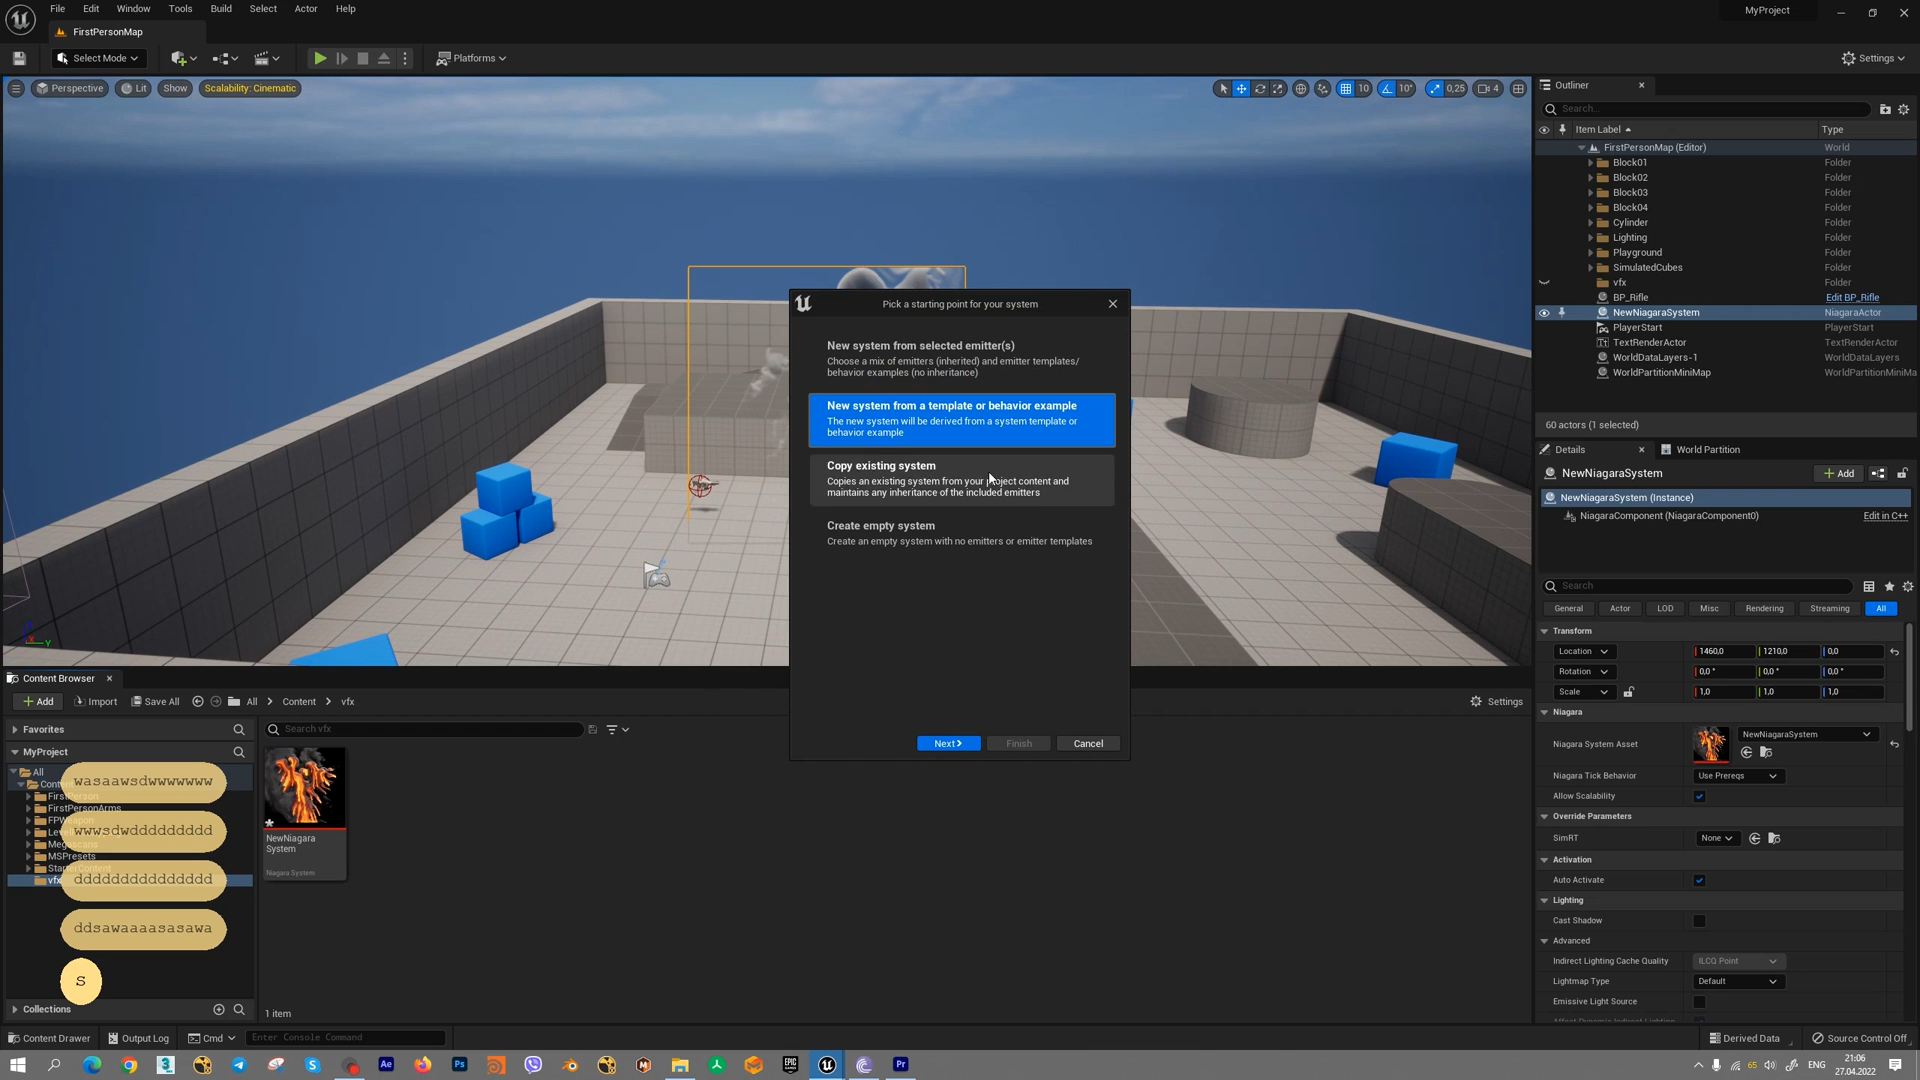 File Edit Window Tools Build Select Actor Help
MyProject
FirstPersonMap
Select Mode
Platforms
Settings
Perspective Lit Show Scalability: Cinematic
10 10° 0,25 4
Outliner
Search...
Item Label Type
FirstPersonMap (Editor) World
Block01 Folder
Block02 Folder
Block03 Folder
Block04 Folder
Cylinder Folder
Lighting Folder
Playground Folder
SimulatedCubes Folder
vfx Folder
BP_Rifle Edit BP_Rifle
NewNiagaraSystem NiagaraActor
PlayerStart PlayerStart
TextRenderActor TextRenderActor
WorldDataLayers-1 WorldDataLayers
WorldPartitionMiniMap WorldPartitionMiniMa
60 actors (1 selected)
Pick a starting point for your system
New system from selected emitter(s)
Choose a mix of emitters (inherited) and emitter templates/
behavior examples (no inheritance)
New system from a template or behavior example
The new system will be derived from a system template or
behavior example
Copy existing system
Copies an existing system from your project content and
maintains any inheritance of the included emitters
Create empty system
Create an empty system with no emitters or emitter templates
Next Finish Cancel
Details World Partition
NewNiagaraSystem Add
NewNiagaraSystem (Instance)
NiagaraComponent (NiagaraComponent0) Edit in C++
Search
General Actor LOD Misc Rendering Streaming All
Transform
Location 1460,0 1210,0 0,0
Rotation 0,0 ° 0,0 ° 0,0 °
Scale 1,0 1,0 1,0
Niagara
Niagara System Asset NewNiagaraSystem
Niagara Tick Behavior Use Prereqs
Allow Scalability
Override Parameters
SimRT None
Activation
Auto Activate
Lighting
Cast Shadow
Advanced
Indirect Lighting Cache Quality ILCQ Point
Lightmap Type Default
Emissive Light Source
Content Browser
Add Import Save All All Content vfx Settings
Favorites
Search vfx
MyProject
All
wasaawsdwwwwwwww
FirstPersonArms
wwwsdwddddddddd
MSPresets
vfx
ddddddddddddddd
ddsawaaaasasawa
s
Collections
NewNiagara
System
Niagara System
1 item
Content Drawer Output Log Cmd Enter Console Command
Derived Data Source Control Off
65 ENG
21:06
27.04.2022